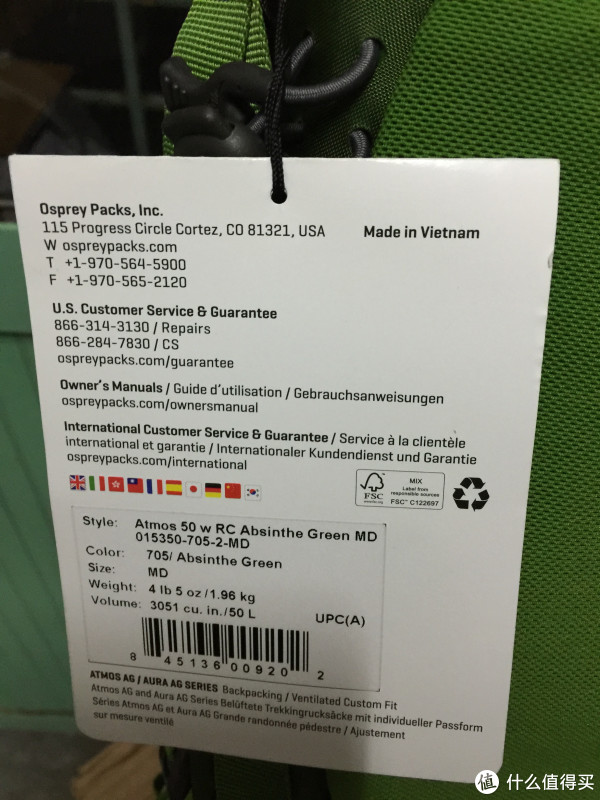 Osprey Packs, Inc.
115 Progress Circle Cortez, CO 81321, USA
Made in Vietnam
W ospreypacks.com
T +1-970-564-5900
F +1-970-565-2120
U.S. Customer Service & Guarantee
866-314-3130 / Repairs
866-284-7830 / CS
ospreypacks.com/guarantee
Owner's Manuals / Guide d'utilisation / Gebrauchsanweisungen
ospreypacks.com/ownersmanual
International Customer Service & Guarantee / Service à la clientèle
international et garantie / Internationaler Kundendienst und Garantie
ospreypacks.com/international
FSC
MIX
Label from
responsible sources
FSC® C122697
Style: Atmos 50 w RC Absinthe Green MD
015350-705-2-MD
Color: 705/ Absinthe Green
Size: MD
Weight: 4 lb 5 oz/1.96 kg
Volume: 3051 cu. in./50 L
UPC(A)
8 45136 00920 2
ATMOS AG / AURA AG SERIES Backpacking / Ventilated Custom Fit
Atmos AG and Aura AG Series Belüftete Trekkingrucksäcke mit individueller Passform
Séries Atmos AG et Aura AG Grande randonnée pédestre / Ajustement
sur mesure ventilé
值 什么值得买